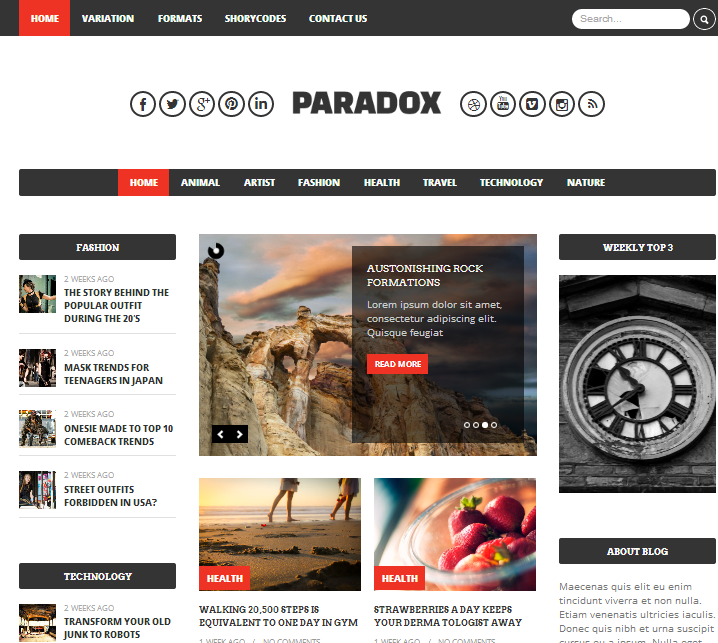 HOME VARIATION FORMATS SHORYCODES CONTACT US Search...
PARADOX
HOME ANIMAL ARTIST FASHION HEALTH TRAVEL TECHNOLOGY NATURE
FASHION
2 WEEKS AGO
THE STORY BEHIND THE
POPULAR OUTFIT
DURING THE 20'S
2 WEEKS AGO
MASK TRENDS FOR
TEENAGERS IN JAPAN
2 WEEKS AGO
ONESIE MADE TO TOP 10
COMEBACK TRENDS
2 WEEKS AGO
STREET OUTFITS
FORBIDDEN IN USA?
TECHNOLOGY
2 WEEKS AGO
TRANSFORM YOUR OLD
JUNK TO ROBOTS
AUSTONISHING ROCK
FORMATIONS
Lorem ipsum dolor sit amet,
consectetur adipiscing elit.
Quisque feugiat
READ MORE
HEALTH
WALKING 20,500 STEPS IS
EQUIVALENT TO ONE DAY IN GYM
1 WEEK AGO / NO COMMENTS
HEALTH
STRAWBERRIES A DAY KEEPS
YOUR DERMA TOLOGIST AWAY
1 WEEK AGO / NO COMMENTS
WEEKLY TOP 3
ABOUT BLOG
Maecenas quis elit eu enim
tincidunt viverra et non nulla.
Etiam venenatis ultricies iaculis.
Donec quis nibh et urna suscipit